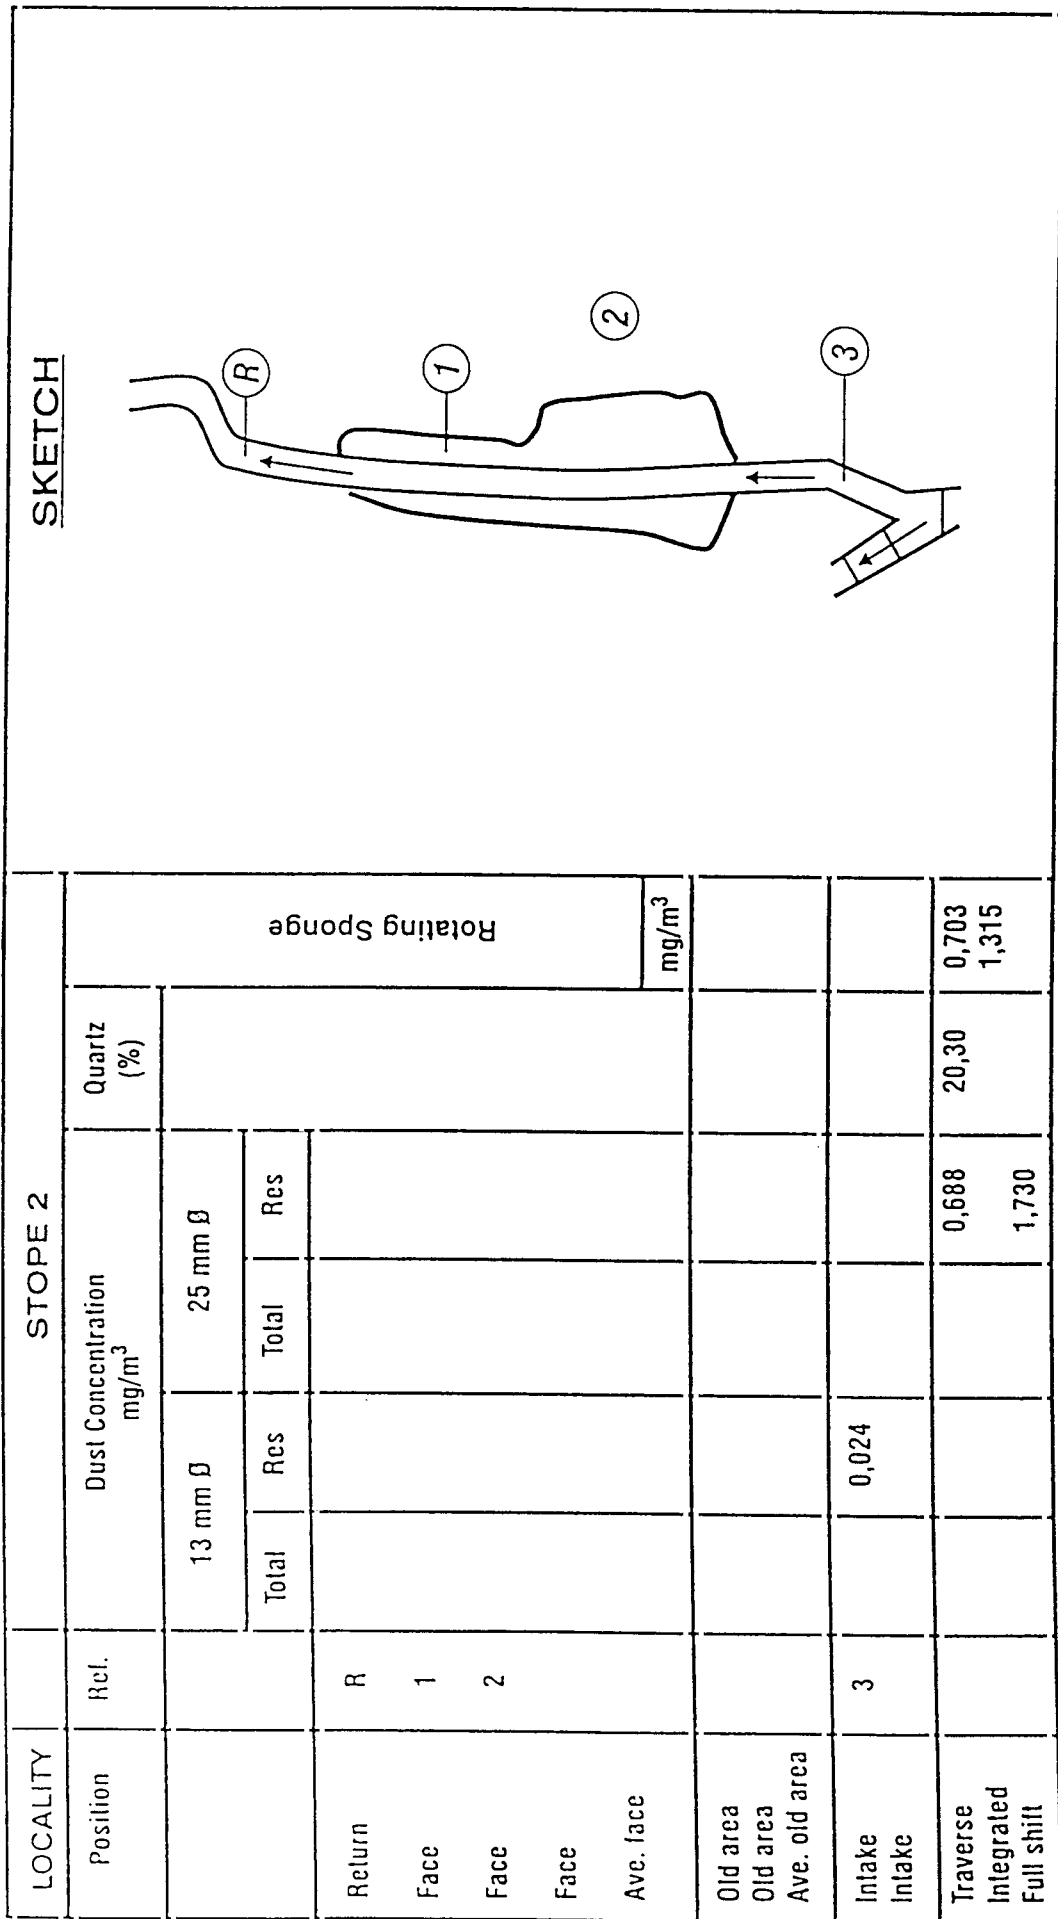 LOCALITY STOPE 2
Position Ref. Dust Concentration mg/m³ Quartz (%) Rotating Sponge
13 mm Ø 25 mm Ø
Total Res Total Res
Return R
Face 1
Face 2
Face
Ave. face mg/m³
Old area
Old area
Ave. old area
Intake 3 0,024
Intake
Traverse 0,688 20,30 0,703
Integrated 1,315
Full shift 1,730
SKETCH
R
1
2
3